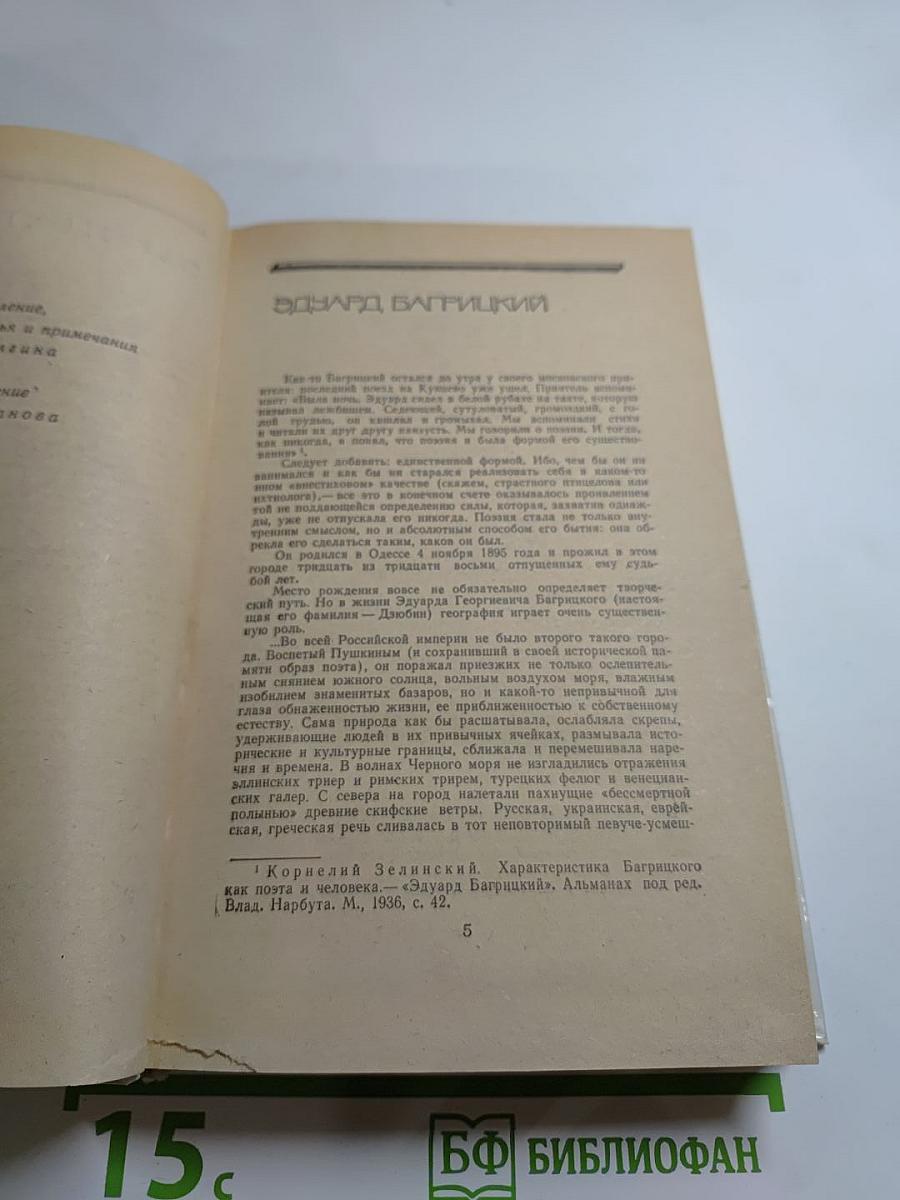 ление,
ья и примечания
гина
ение
анова
ЭДУАРД БАГРИЦКИЙ
Как-то Багрицкий остался до утра у своего московского при-
ятеля: последний поезд на Кунцево уже ушел. Приятель вспоми-
нает: «Была ночь. Эдуард сидел в белой рубахе на тахте, которую
называл лежбищем. Седеющий, сутуловатый, громоздкий, с го-
лой грудью, он кашлял и громыхал. Мы вспоминали стихи
и читали их друг другу наизусть. Мы говорили о поэзии. И тогда,
как никогда, я понял, что поэзия и была формой его существо-
вания» ¹.
Следует добавить: единственной формой. Ибо, чем бы он ни
занимался и как бы ни старался реализовать себя в каком-то
ином «внестиховом» качестве (скажем, страстного птицелова или
ихтиолога),— все это в конечном счете оказывалось проявлением
той не поддающейся определению силы, которая, захватив однаж-
ды, уже не отпускала его никогда. Поэзия стала не только вну-
тренним смыслом, но и абсолютным способом его бытия: она об-
рекла его сделаться таким, каков он был.
Он родился в Одессе 4 ноября 1895 года и прожил в этом
городе тридцать из тридцати восьми отпущенных ему судь-
бой лет.
Место рождения вовсе не обязательно определяет творче-
ский путь. Но в жизни Эдуарда Георгиевича Багрицкого (настоя-
щая его фамилия — Дзюбин) география играет очень существен-
ную роль.
...Во всей Российской империи не было второго такого горо-
да. Воспетый Пушкиным (и сохранивший в своей исторической па-
мяти образ поэта), он поражал приезжих не только ослепитель-
ным сиянием южного солнца, вольным воздухом моря, влажным
изобилием знаменитых базаров, но и какой-то непривычной для
глаза обнаженностью жизни, ее приближенностью к собственному
естеству. Сама природа как бы расшатывала, ослабляла скрепы,
удерживающие людей в их привычных ячейках, размывала исто-
рические и культурные границы, сближала и перемешивала наре-
чия и времена. В волнах Черного моря не изгладились отражения
эллинских триер и римских трирем, турецких фелюг и венециан-
ских галер. С севера на город налетали пахнущие «бессмертной
полынью» древние скифские ветры. Русская, украинская, еврей-
ская, греческая речь сливалась в тот неповторимый певуче-усмеш-
¹ Корнелий Зелинский. Характеристика Багрицкого
как поэта и человека.— «Эдуард Багрицкий». Альманах под ред.
Влад. Нарбута. М., 1936, с. 42.
5
15 с
БФ БИБЛИОФАН